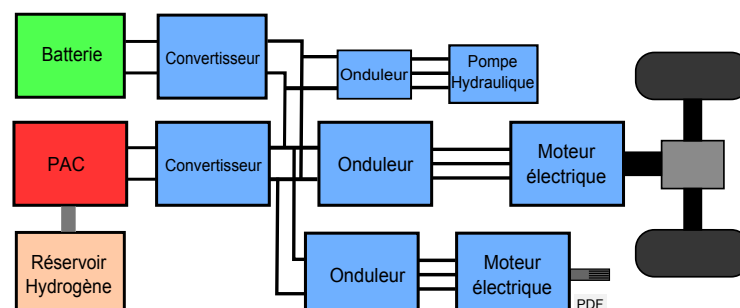 Batterie
Convertisseur
Onduleur
Pompe
Hydraulique
PAC
Convertisseur
Onduleur
Moteur
électrique
Réservoir
Hydrogène
Onduleur
Moteur
électrique
PDF